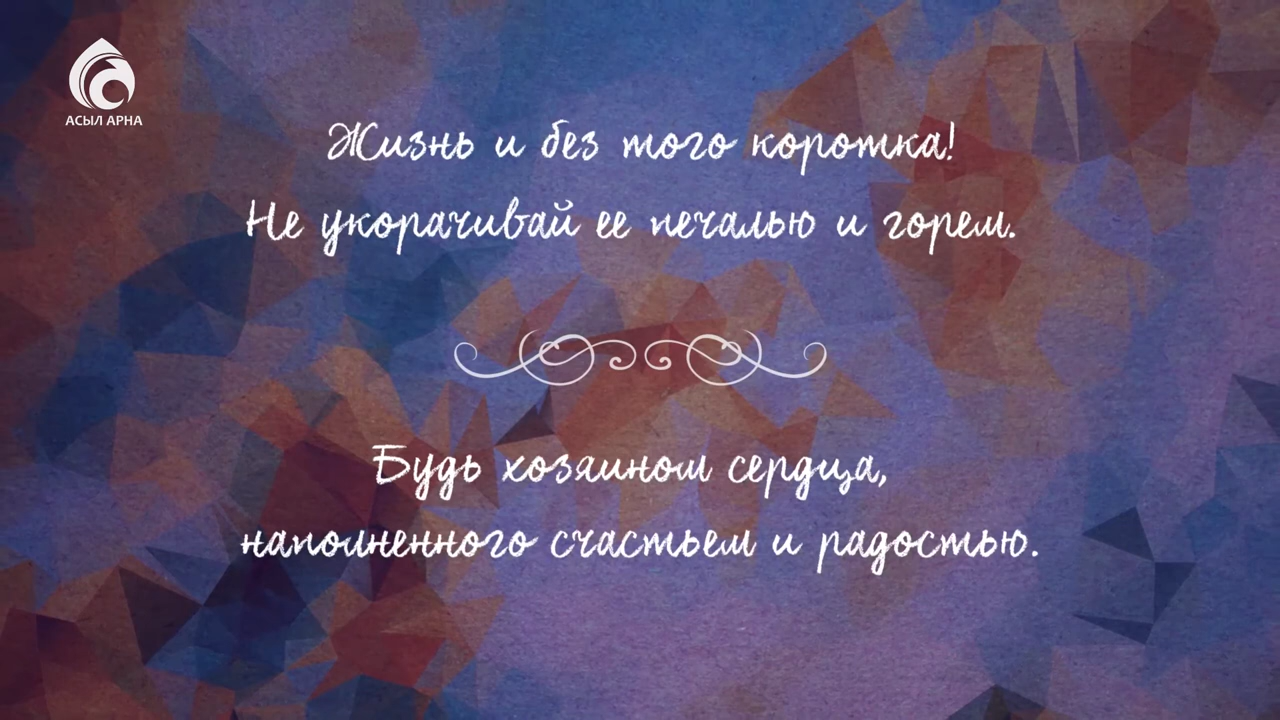 АСЫЛ АРНА
Жизнь и без того коротка!
Не укорачивай ее печалью и горем.
Будь хозяином сердца,
наполненного счастьем и радостью.